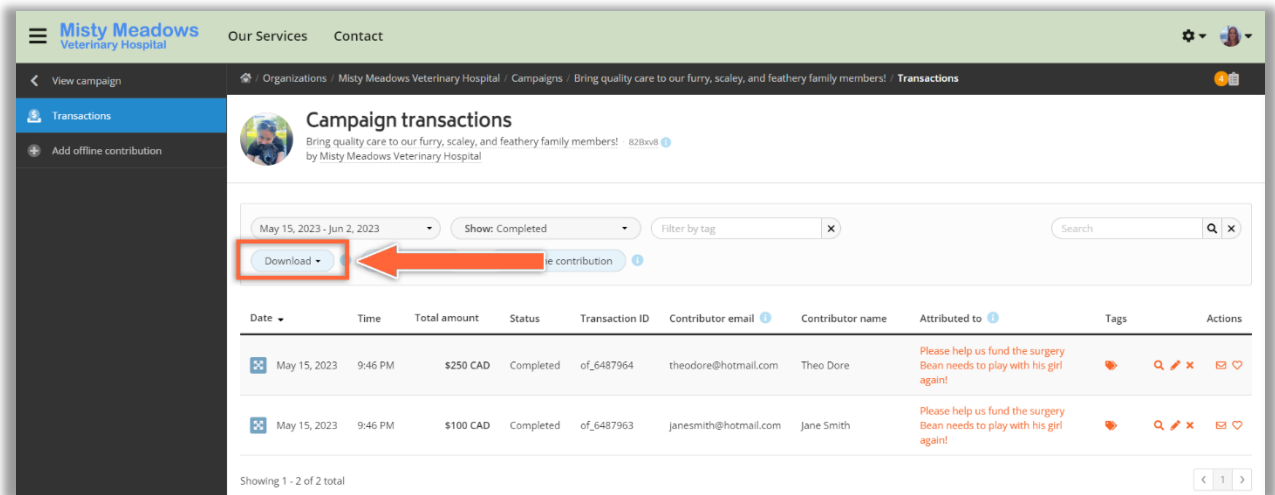 Misty Meadows
Veterinary Hospital
Our Services Contact
View campaign
/ Organizations / Misty Meadows Veterinary Hospital / Campaigns / Bring quality care to our furry, scaley, and feathery family members! / Transactions
4
Transactions
Add offline contribution
Campaign transactions
Bring quality care to our furry, scaley, and feathery family members! 82Bxv8
by Misty Meadows Veterinary Hospital
May 15, 2023 - Jun 2, 2023 Show: Completed Filter by tag Search
Download contribution
Date Time Total amount Status Transaction ID Contributor email Contributor name Attributed to Tags Actions
May 15, 2023 9:46 PM $250 CAD Completed of_6487964 theodore@hotmail.com Theo Dore
Please help us fund the surgery
Bean needs to play with his girl
again!
May 15, 2023 9:46 PM $100 CAD Completed of_6487963 janesmith@hotmail.com Jane Smith
Please help us fund the surgery
Bean needs to play with his girl
again!
Showing 1 - 2 of 2 total
1